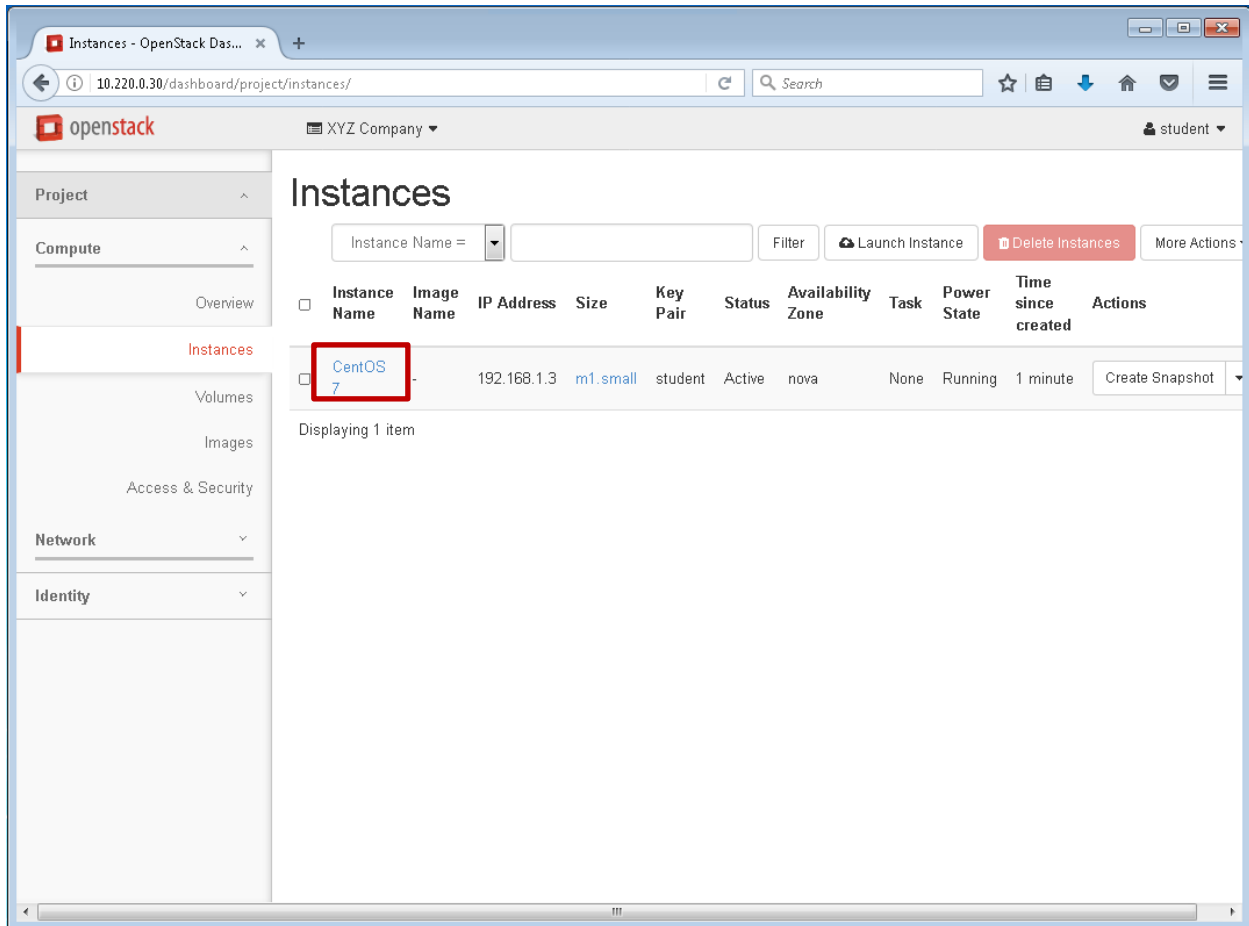 Instances - OpenStack Das...
10.220.0.30/dashboard/project/instances/
Search
openstack
XYZ Company
student
Project
Compute
Overview
Instances
Volumes
Images
Access & Security
Network
Identity
Instances
Instance Name =
Filter
Launch Instance
Delete Instances
More Actions
Instance Name Image Name IP Address Size Key Pair Status Availability Zone Task Power State Time since created Actions
CentOS 7 - 192.168.1.3 m1.small student Active nova None Running 1 minute Create Snapshot
Displaying 1 item